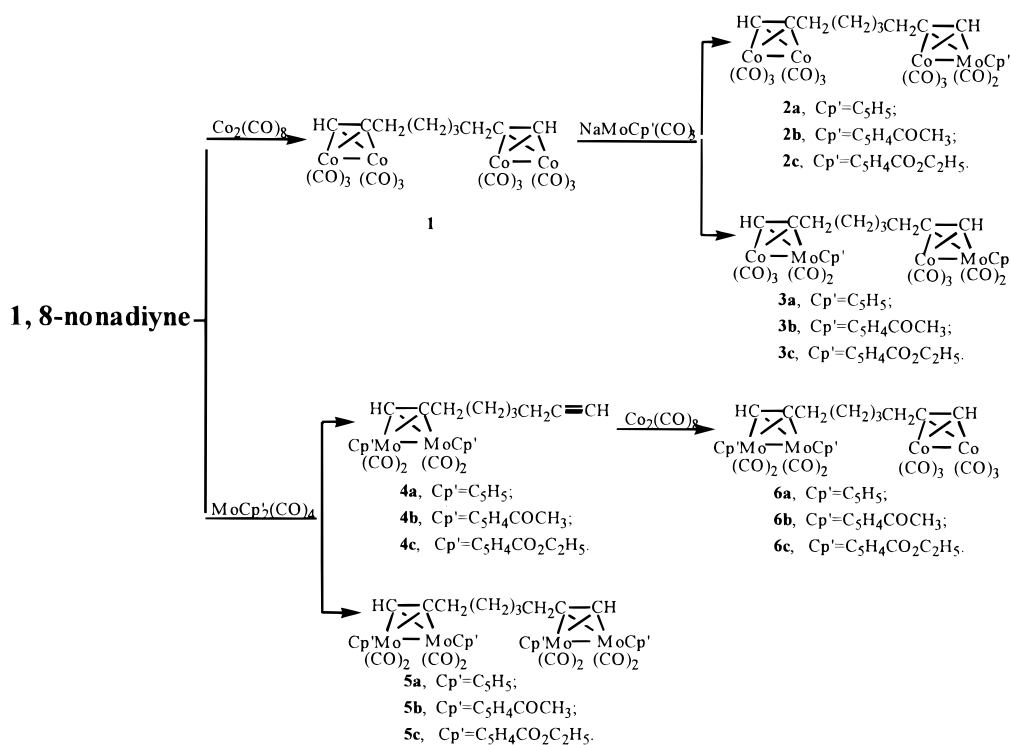 HC—CCH₂(CH₂)₃CH₂C—CH
Co—Co Co—MoCp'
(CO)₃ (CO)₃ (CO)₃ (CO)₂
2a, Cp'=C₅H₅;
2b, Cp'=C₅H₄COCH₃;
2c, Cp'=C₅H₄CO₂C₂H₅.
Co₂(CO)₈
HC—CCH₂(CH₂)₃CH₂C—CH
Co—Co Co—Co
(CO)₃ (CO)₃ (CO)₃ (CO)₃
1
NaMoCp'(CO)₃
HC—CCH₂(CH₂)₃CH₂C—CH
Co—MoCp' Co—MoCp
(CO)₃ (CO)₂ (CO)₃ (CO)₂
3a, Cp'=C₅H₅;
3b, Cp'=C₅H₄COCH₃;
3c, Cp'=C₅H₄CO₂C₂H₅.
1, 8-nonadiyne
MoCp'₂(CO)₄
HC—CCH₂(CH₂)₃CH₂C≡CH
Cp'Mo—MoCp'
(CO)₂ (CO)₂
4a, Cp'=C₅H₅;
4b, Cp'=C₅H₄COCH₃;
4c, Cp'=C₅H₄CO₂C₂H₅.
Co₂(CO)₈
HC—CCH₂(CH₂)₃CH₂C—CH
Cp'Mo—MoCp' Co—Co
(CO)₂ (CO)₂ (CO)₃ (CO)₃
6a, Cp'=C₅H₅;
6b, Cp'=C₅H₄COCH₃;
6c, Cp'=C₅H₄CO₂C₂H₅.
HC—CCH₂(CH₂)₃CH₂C—CH
Cp'Mo—MoCp' Cp'Mo—MoCp'
(CO)₂ (CO)₂ (CO)₂ (CO)₂
5a, Cp'=C₅H₅;
5b, Cp'=C₅H₄COCH₃;
5c, Cp'=C₅H₄CO₂C₂H₅.